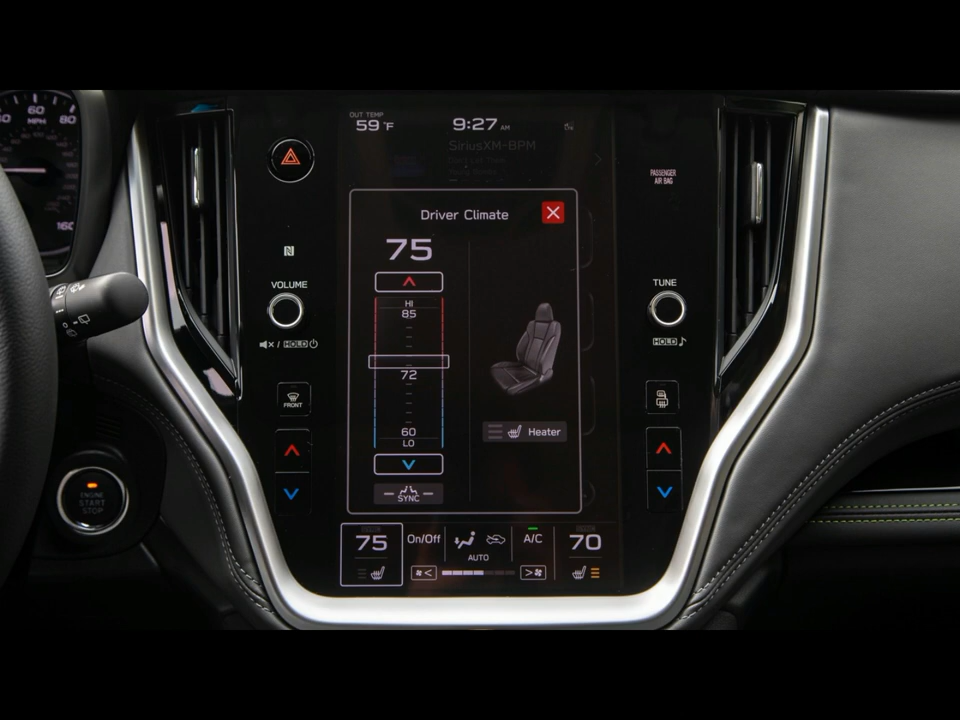 60
MPH
80
160
OUT TEMP
59 °F
9:27 AM
SiriusXM-BPM
PASSENGER
AIR BAG
Driver Climate
75
HI
85
72
60
LO
SYNC
Heater
VOLUME
/ HOLD
TUNE
HOLD
FRONT
ENGINE
START
STOP
75
On/Off
AUTO
A/C
70